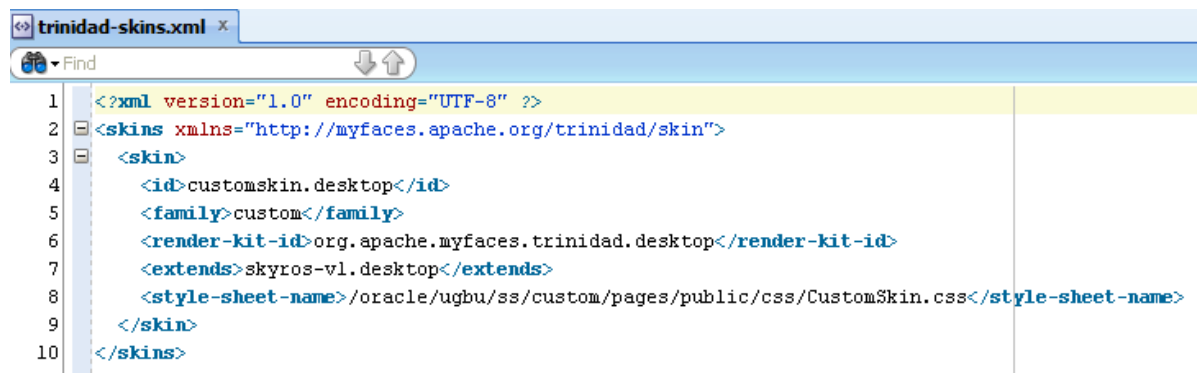 trinidad-skins.xml x
Find
1 <?xml version="1.0" encoding="UTF-8" ?>
2 <skins xmlns="http://myfaces.apache.org/trinidad/skin">
3 <skin>
4 <id>customskin.desktop</id>
5 <family>custom</family>
6 <render-kit-id>org.apache.myfaces.trinidad.desktop</render-kit-id>
7 <extends>skyros-v1.desktop</extends>
8 <style-sheet-name>/oracle/ugbu/ss/custom/pages/public/css/CustomSkin.css</style-sheet-name>
9 </skin>
10 </skins>